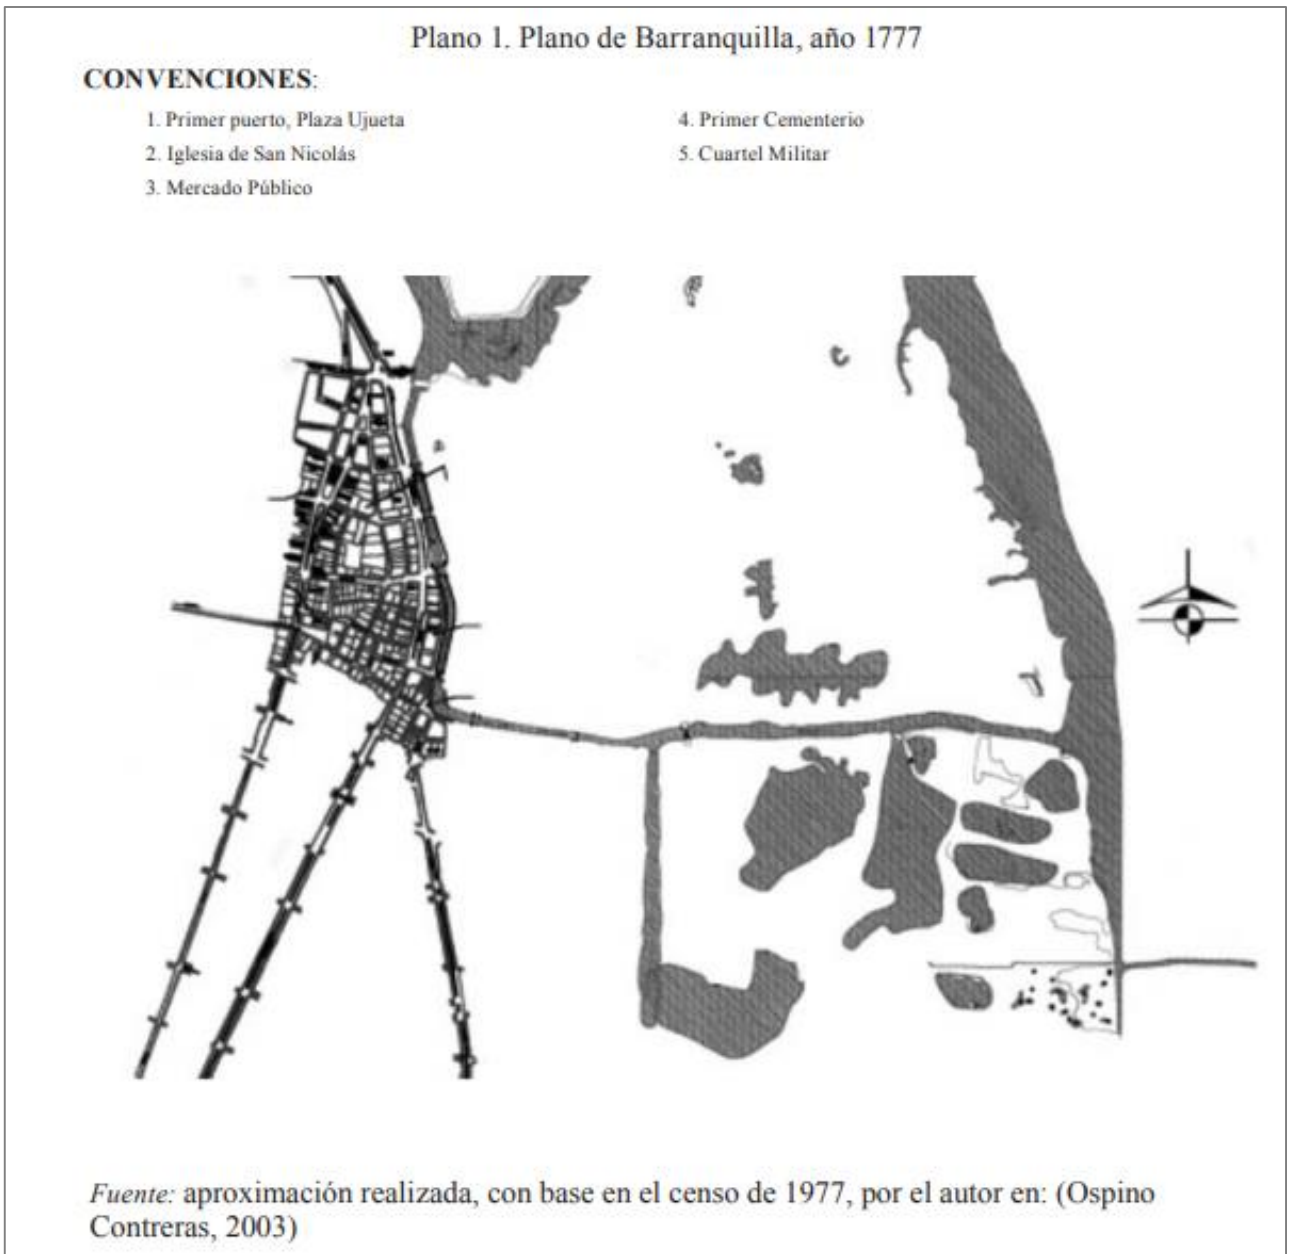 Plano 1. Plano de Barranquilla, año 1777
CONVENCIONES:
1. Primer puerto, Plaza Ujueta
2. Iglesia de San Nicolás
3. Mercado Público
4. Primer Cementerio
5. Cuartel Militar
Fuente: aproximación realizada, con base en el censo de 1977, por el autor en: (Ospino
Contreras, 2003)